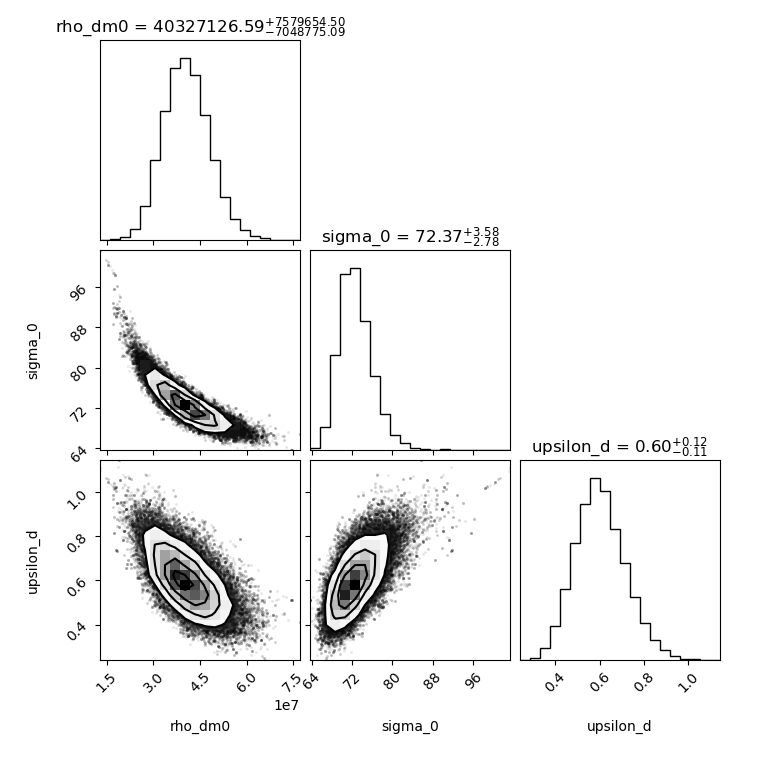 rho_dm0 = 40327126.59+7579654.50
−7048775.09
sigma_0 = 72.37+3.58
−2.78
96
88
80
72
64
sigma_0
upsilon_d = 0.60+0.12
−0.11
1.0
0.8
0.6
0.4
upsilon_d
1.5 3.0 4.5 6.0 7.5
1e7
rho_dm0
64 72 80 88 96
sigma_0
0.4 0.6 0.8 1.0
upsilon_d